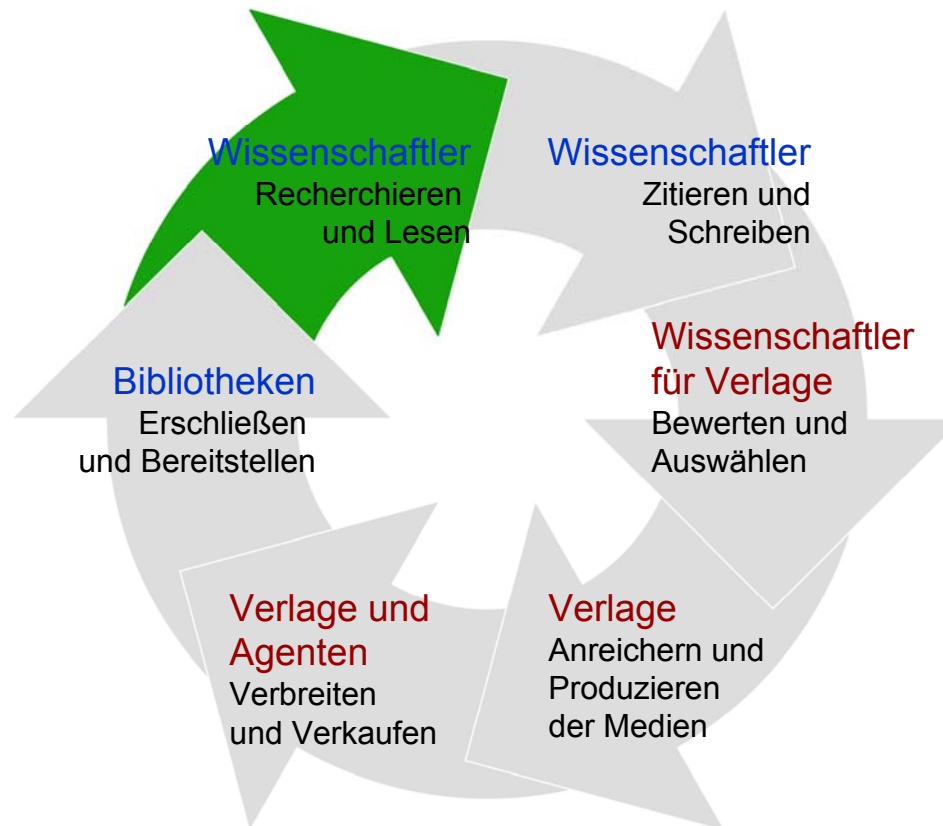 Wissenschaftler
Recherchieren
und Lesen
Wissenschaftler
Zitieren und
Schreiben
Wissenschaftler
für Verlage
Bewerten und
Auswählen
Verlage
Anreichern und
Produzieren
der Medien
Verlage und
Agenten
Verbreiten
und Verkaufen
Bibliotheken
Erschließen
und Bereitstellen